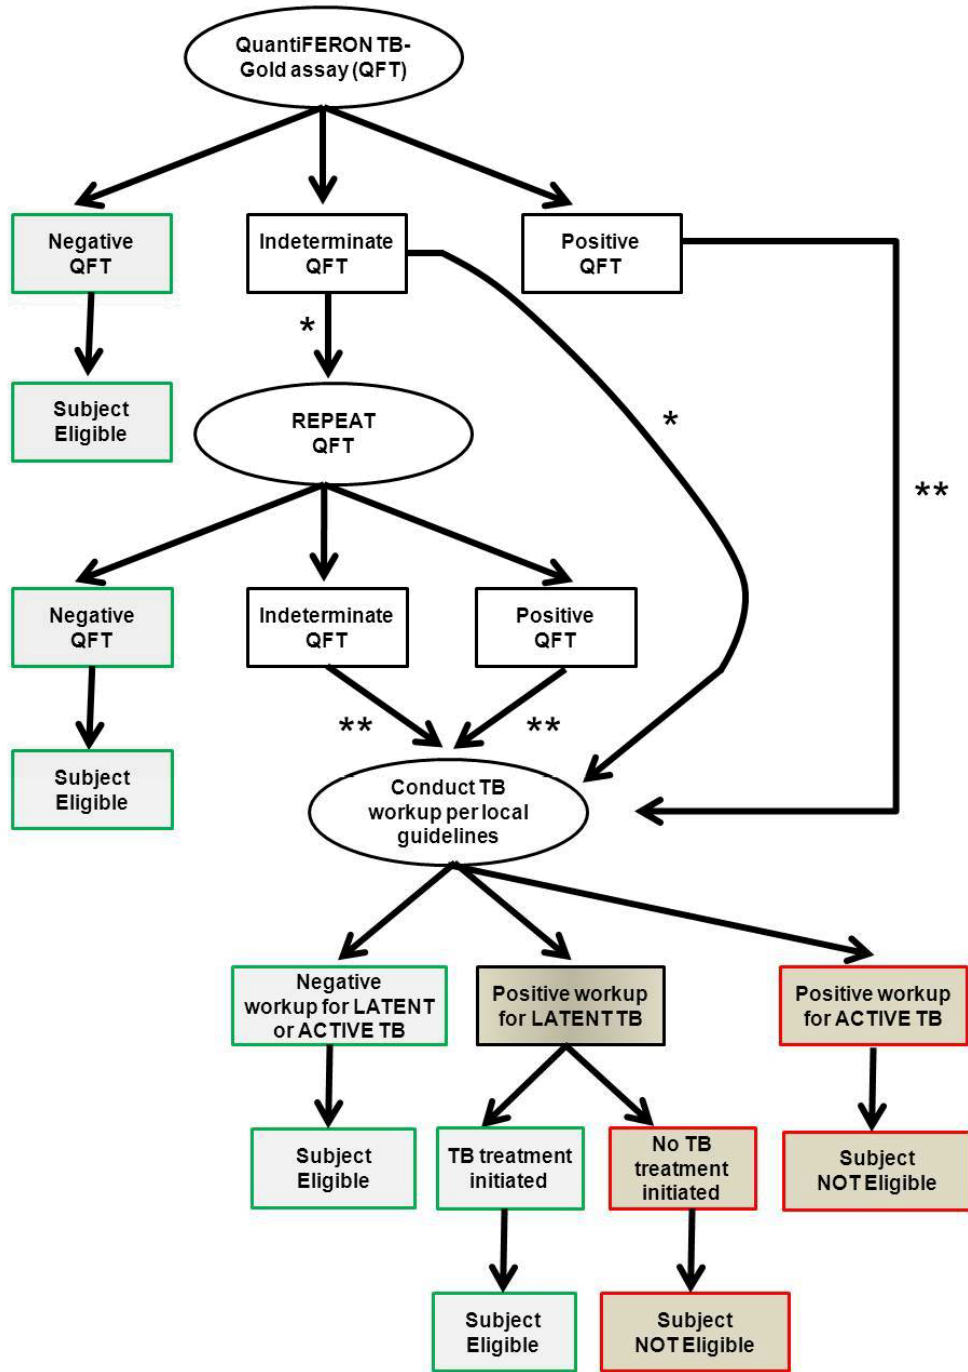 QuantiFERON TB-
Gold assay (QFT)
Negative
QFT
Indeterminate
QFT
Positive
QFT
*
Subject
Eligible
REPEAT
QFT
*
**
Negative
QFT
Indeterminate
QFT
Positive
QFT
**
**
Subject
Eligible
Conduct TB
workup per local
guidelines
Negative
workup for LATENT
or ACTIVE TB
Positive workup
for LATENT TB
Positive workup
for ACTIVE TB
Subject
Eligible
TB treatment
initiated
No TB
treatment
initiated
Subject
NOT Eligible
Subject
Eligible
Subject
NOT Eligible